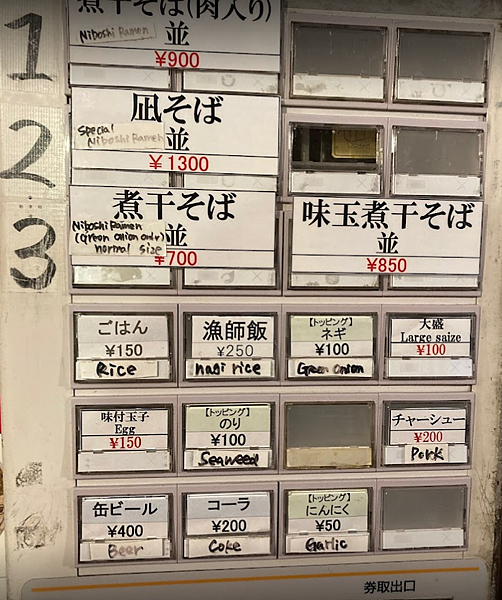 1
煮干そば(肉入り)
Niboshi Ramen
並
¥900
2
凪そば
Special
Niboshi Ramen
並
¥1300
3
煮干そば
Niboshi Ramen
(Green onion only)
normal size
並
¥700
味玉煮干そば
並
¥850
ごはん
¥150
Rice
漁師飯
¥250
nagi rice
【トッピング】
ネギ
¥100
Green onion
大盛
Large saize
¥100
味付玉子
Egg
¥150
【トッピング】
のり
¥100
Seaweed
チャーシュー
¥200
Pork
缶ビール
¥400
Beer
コーラ
¥200
Coke
【トッピング】
にんにく
¥50
Garlic
券取出口